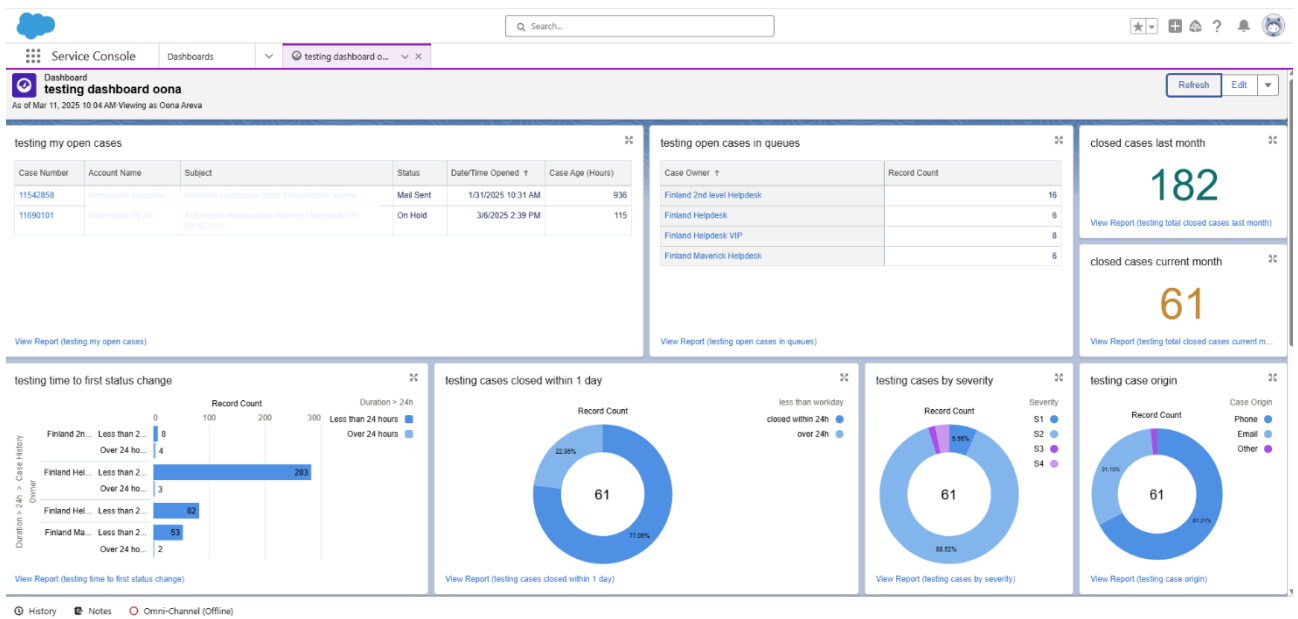 Search...
Service Console
Dashboards
testing dashboard o...
Dashboard
testing dashboard oona
As of Mar 11, 2025 10:04 AM·Viewing as Oona Areva
Refresh
Edit
testing my open cases
Case Number Account Name Subject Status Date/Time Opened ↑ Case Age (Hours)
11542858 Mail Sent 1/31/2025 10:31 AM 936
11690101 On Hold 3/6/2025 2:39 PM 115
View Report (testing my open cases)
testing open cases in queues
Case Owner ↑ Record Count
Finland 2nd level Helpdesk 16
Finland Helpdesk 6
Finland Helpdesk VIP 8
Finland Maverick Helpdesk 6
View Report (testing open cases in queues)
closed cases last month
182
View Report (testing total closed cases last month)
closed cases current month
61
View Report (testing total closed cases current m...
testing time to first status change
Record Count
0 100 200 300
Duration > 24h > Case History Owner
Finland 2n... Less than 2... 8
Over 24 ho... 4
Finland Hel... Less than 2... 283
Over 24 ho... 3
Finland Hel... Less than 2... 82
Finland Ma... Less than 2... 53
Over 24 ho... 2
Duration > 24h
Less than 24 hours
Over 24 hours
View Report (testing time to first status change)
testing cases closed within 1 day
Record Count
22.95%
61
77.05%
less than workday
closed within 24h
over 24h
View Report (testing cases closed within 1 day)
testing cases by severity
Record Count
6.56%
61
88.52%
Severity
S1
S2
S3
S4
View Report (testing cases by severity)
testing case origin
Record Count
31.15%
61
67.21%
Case Origin
Phone
Email
Other
View Report (testing case origin)
History
Notes
Omni-Channel (Offline)